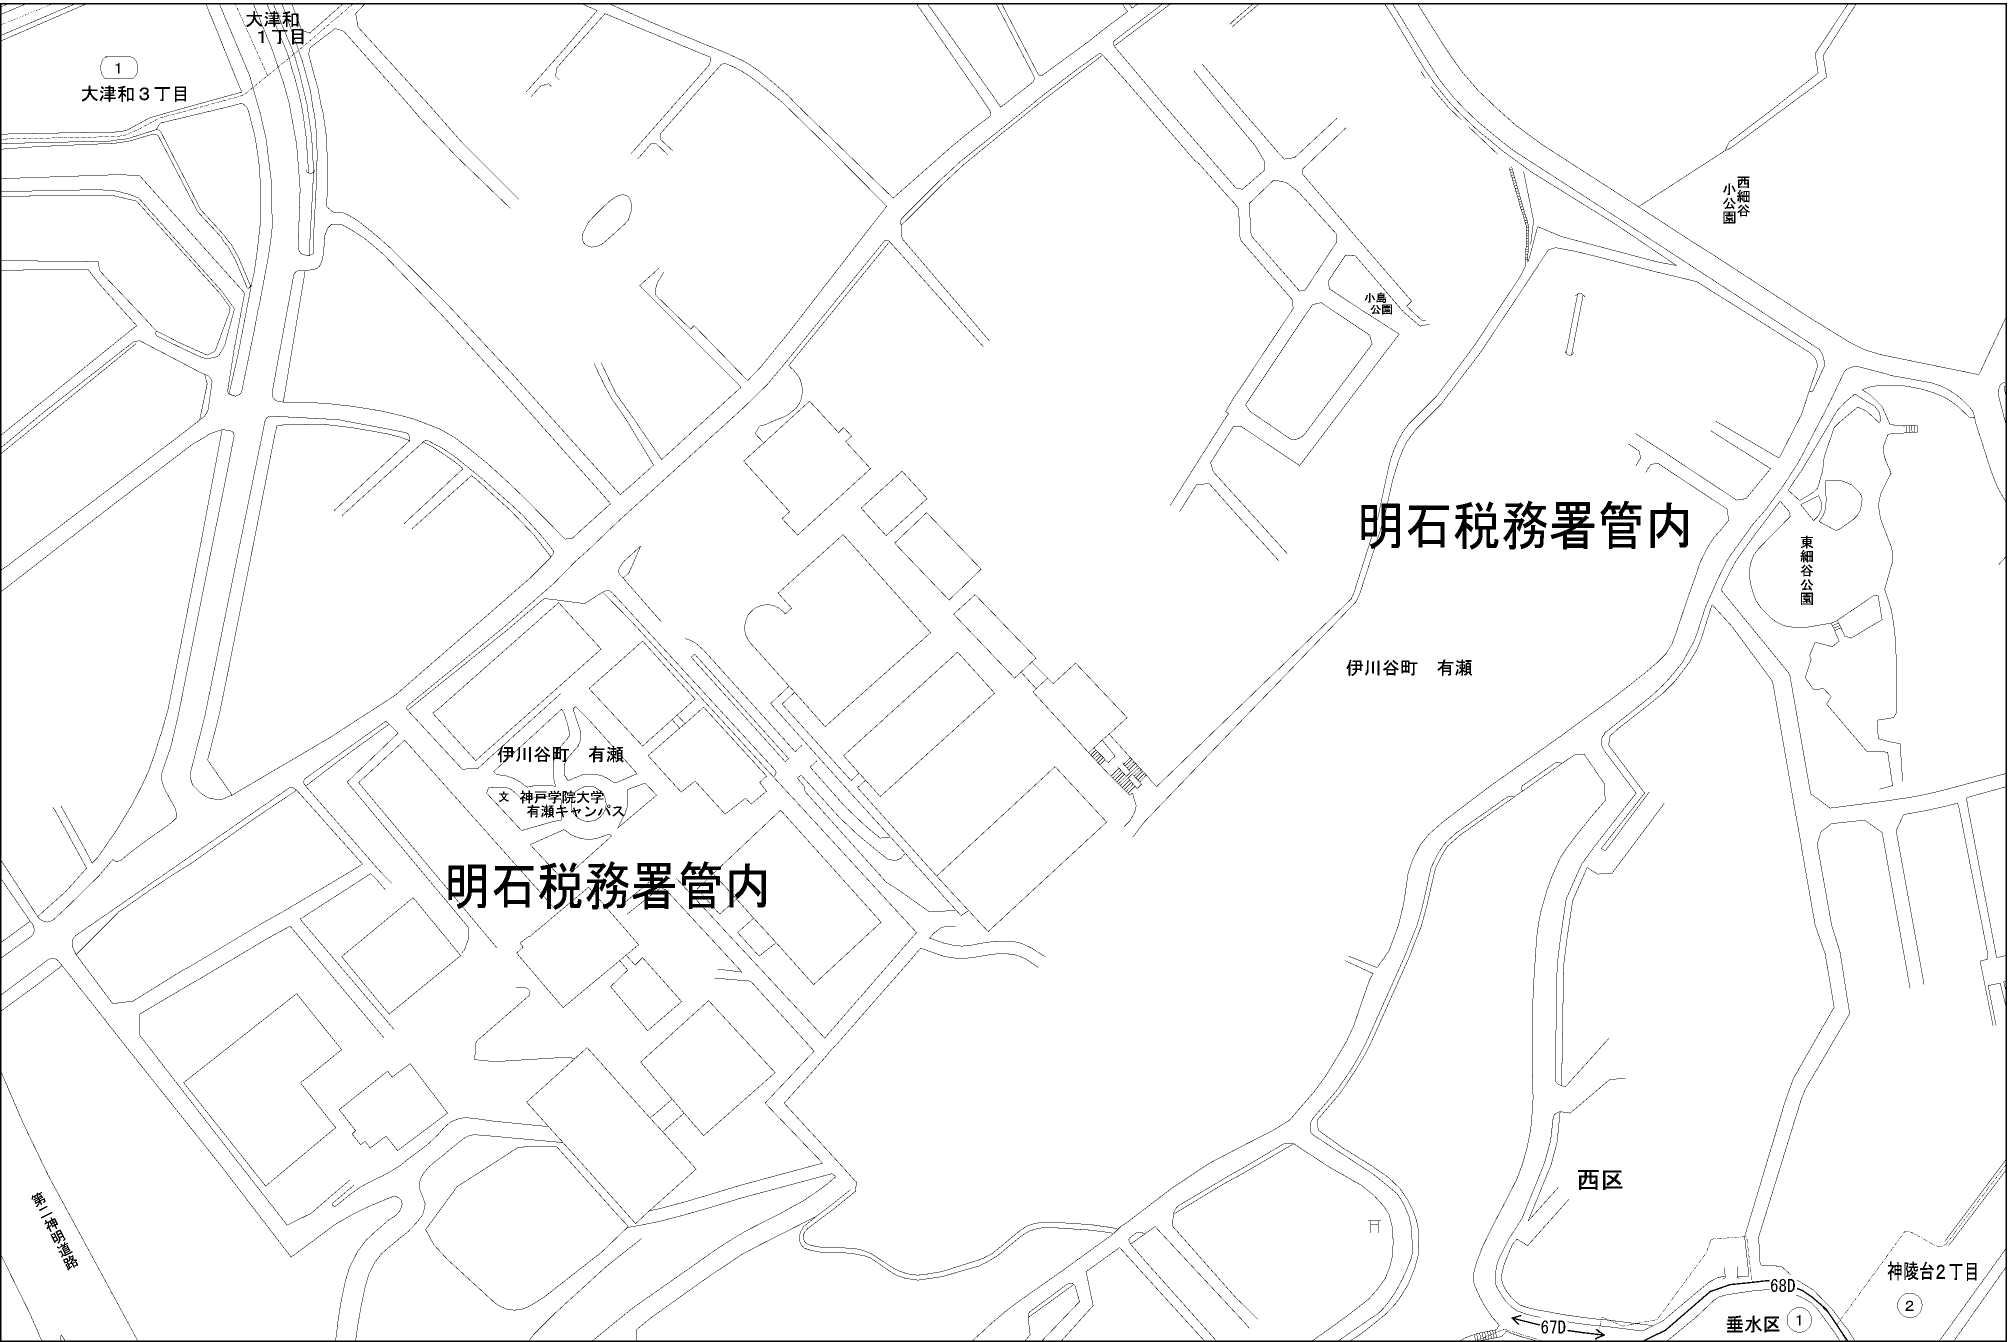 大津和
１丁目
1
大津和３丁目
西細谷
小公園
小島
公園
明石税務署管内
東細谷公園
伊川谷町　有瀬
伊川谷町　有瀬
文 神戸学院大学
有瀬キャンパス
明石税務署管内
西区
第二神明道路
神陵台２丁目
68D
2
67D
垂水区 1